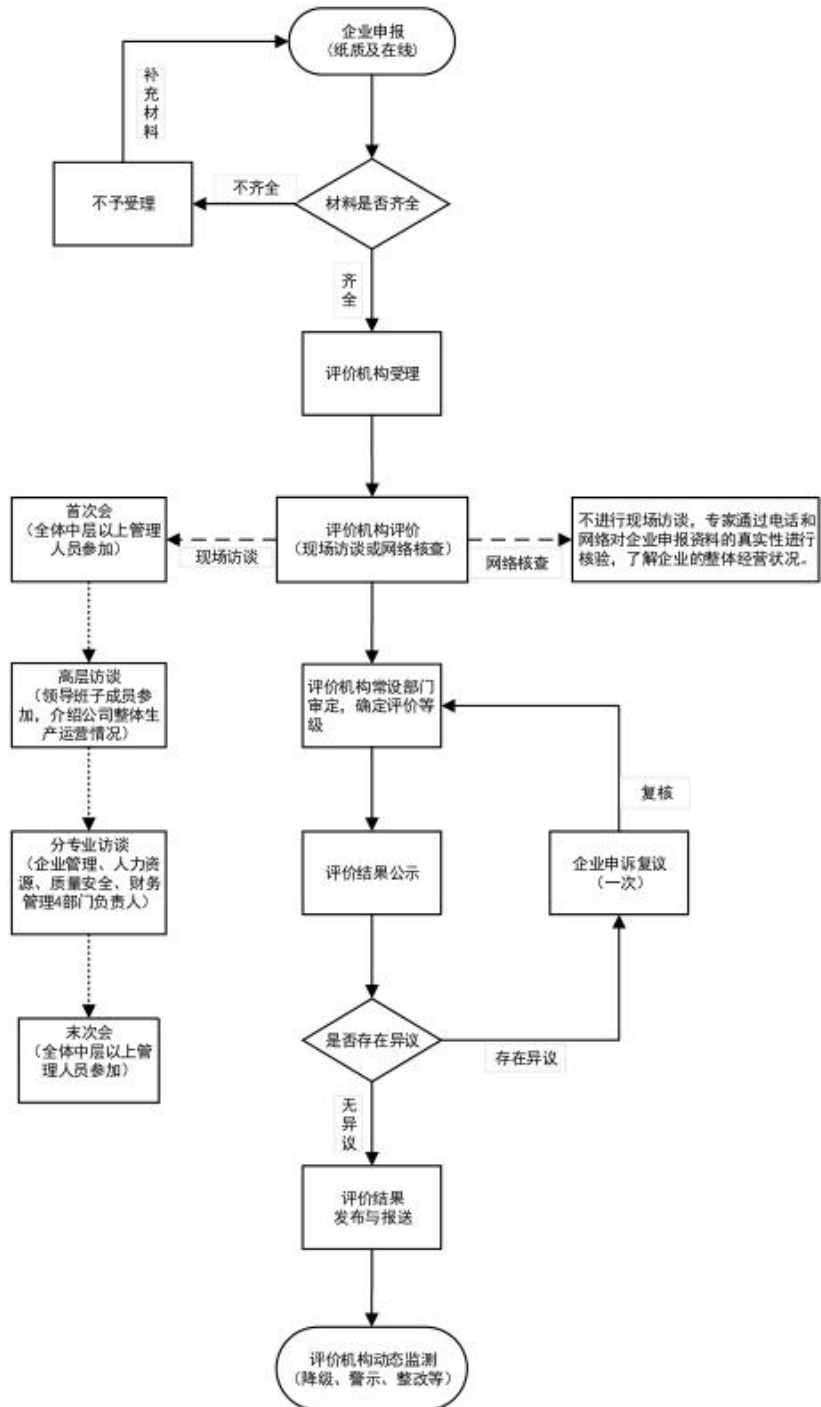 企业申报
(纸质及在线)
补
充
材
料
不予受理
不齐全
材料是否齐全
齐
全
评价机构受理
首次会
（全体中层以上管理
人员参加）
现场访谈
评价机构评价
（现场访谈或网络核查）
网络核查
不进行现场访谈，专家通过电话和
网络对企业申报资料的真实性进行
核验，了解企业的整体经营状况。
高层访谈
（领导班子成员参
加，介绍公司整体生
产运营情况）
评价机构常设部门
审定，确定评价等
级
复核
分专业访谈
（企业管理、人力资
源、质量安全、财务
管理4部门负责人）
评价结果公示
企业申诉复议
（一次）
末次会
（全体中层以上管
理人员参加）
是否存在异议
存在异议
无
异
议
评价结果
发布与报送
评价机构动态监测
（降级、警示、整改等）